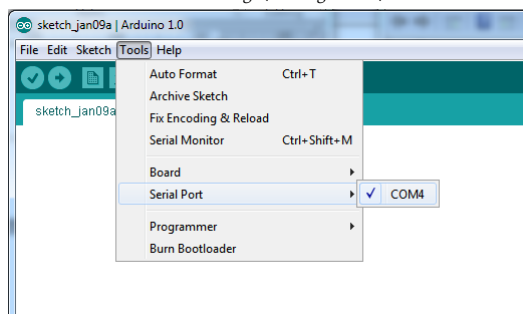 sketch_jan09a | Arduino 1.0
File Edit Sketch Tools Help
sketch_jan09a
Auto Format Ctrl+T
Archive Sketch
Fix Encoding & Reload
Serial Monitor Ctrl+Shift+M
Board
Serial Port
COM4
Programmer
Burn Bootloader